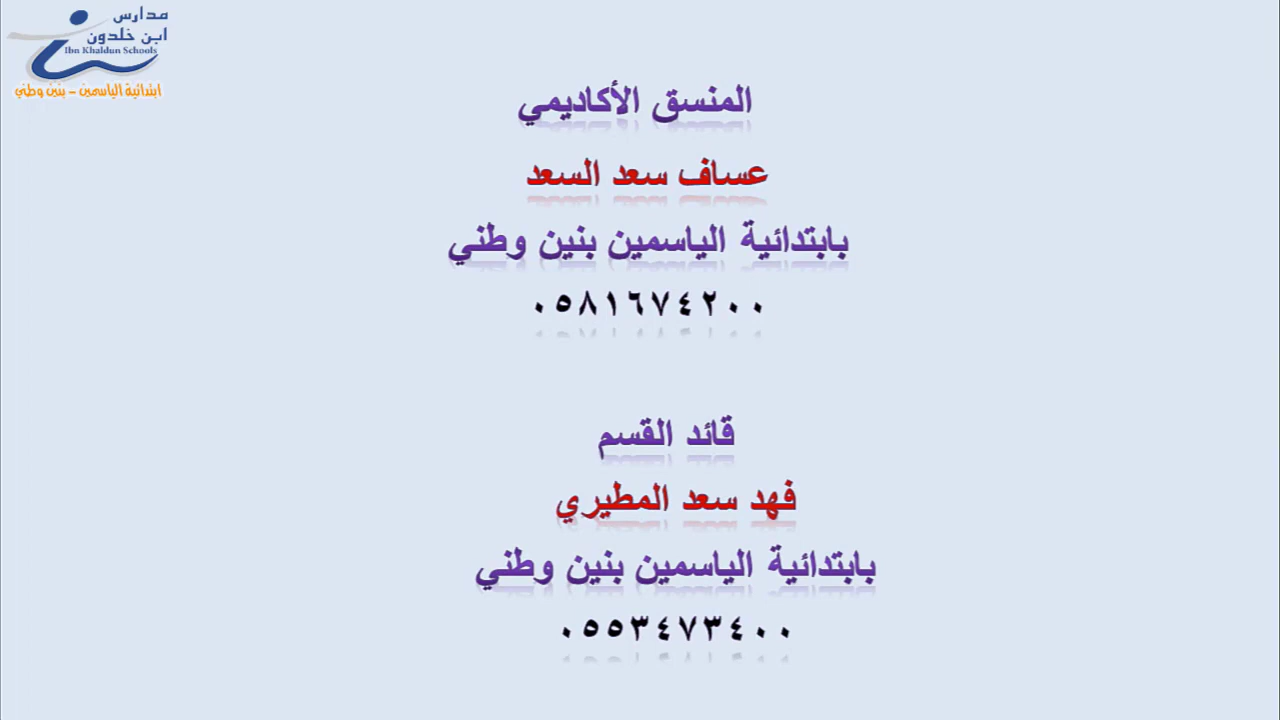 مدارس
ابن خلدون
Ibn Khaldun Schools
ابتدائية الياسمين - بنين وطني
المنسق الأكاديمي
عساف سعد السعد
بابتدائية الياسمين بنين وطني
٠٥٨١٦٧٤٢٠٠
قائد القسم
فهد سعد المطيري
بابتدائية الياسمين بنين وطني
٠٥٥٣٤٧٣٤٠٠